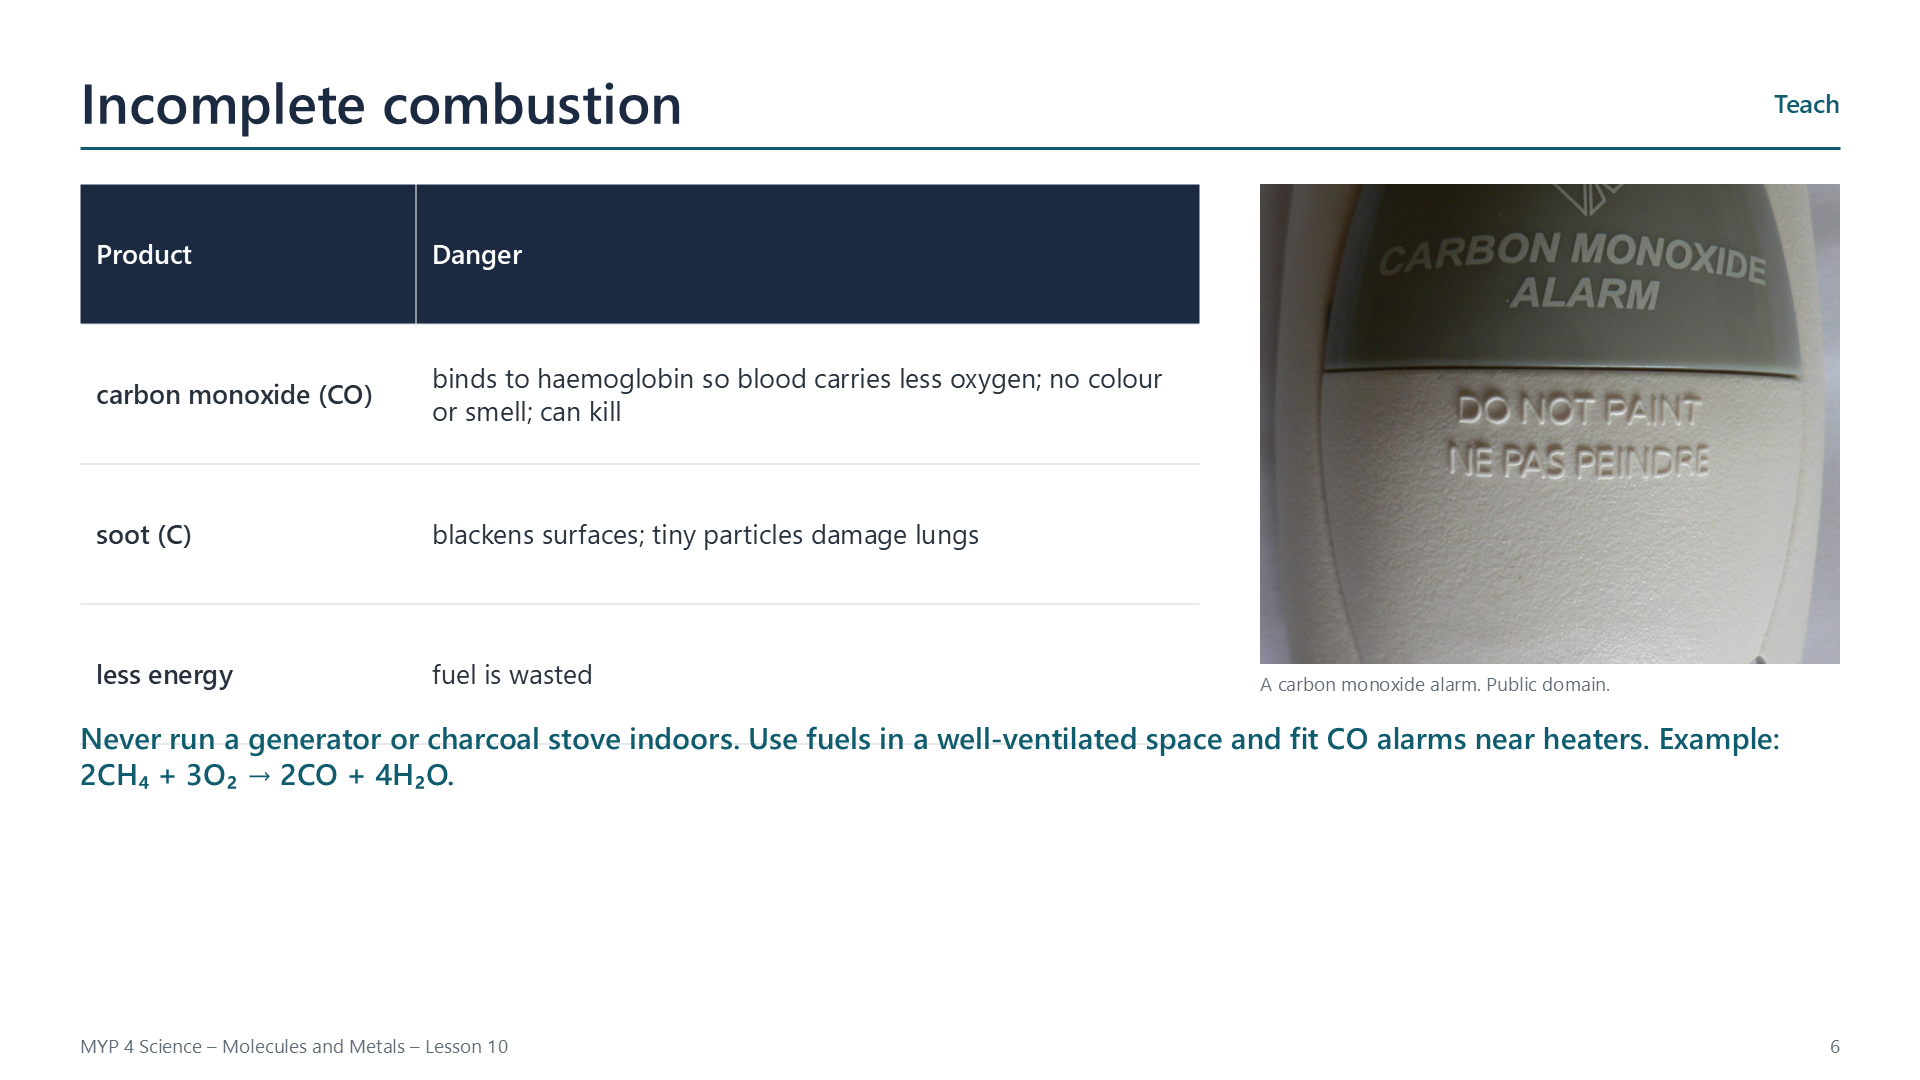 Incomplete combustion
Teach
Product
Danger
carbon monoxide (CO)
binds to haemoglobin so blood carries less oxygen; no colour
or smell; can kill
soot (C)
blackens surfaces; tiny particles damage lungs
less energy
fuel is wasted
CARBON MONOXIDE
ALARM
DO NOT PAINT
NE PAS PEINDRE
A carbon monoxide alarm. Public domain.
Never run a generator or charcoal stove indoors. Use fuels in a well-ventilated space and fit CO alarms near heaters. Example:
2CH₄ + 3O₂ → 2CO + 4H₂O.
MYP 4 Science – Molecules and Metals – Lesson 10
6